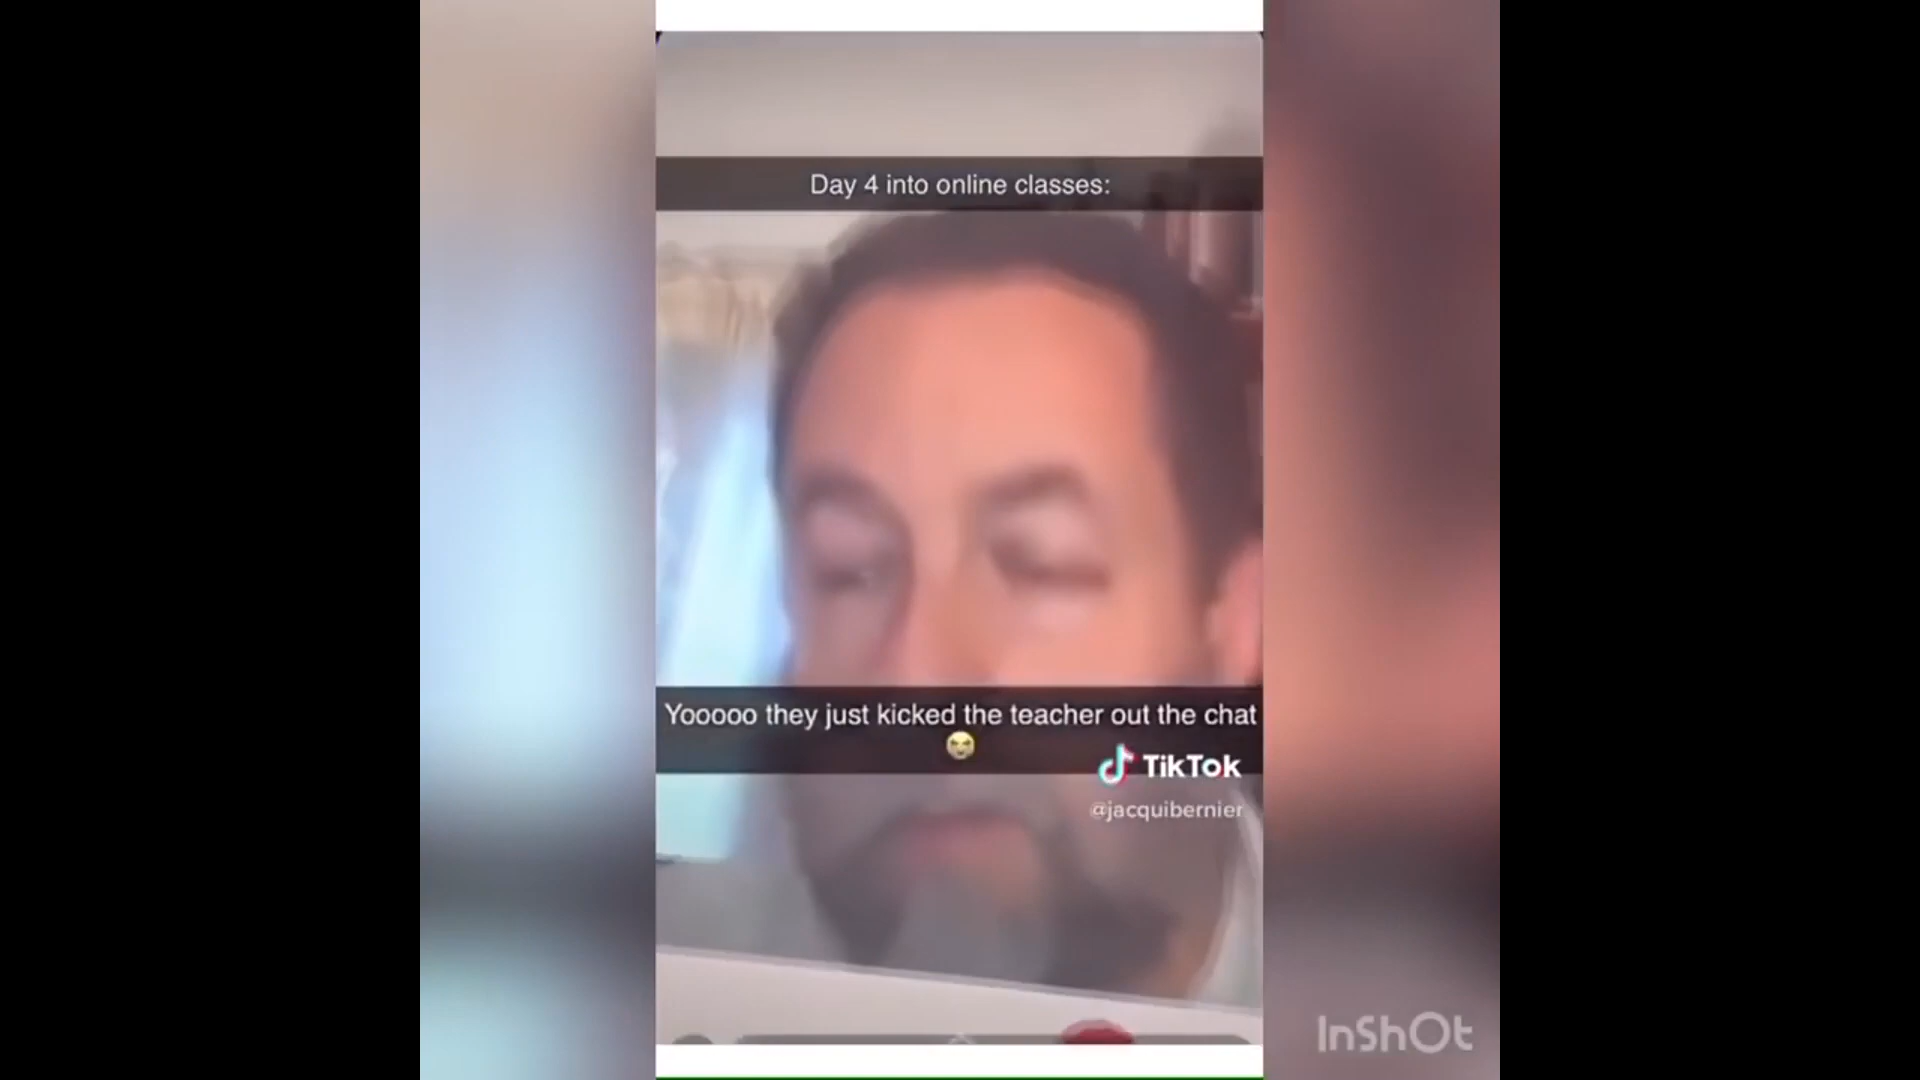 Day 4 into online classes:
Yooooo they just kicked the teacher out the chat
TikTok
@jacquibernier
InShOt